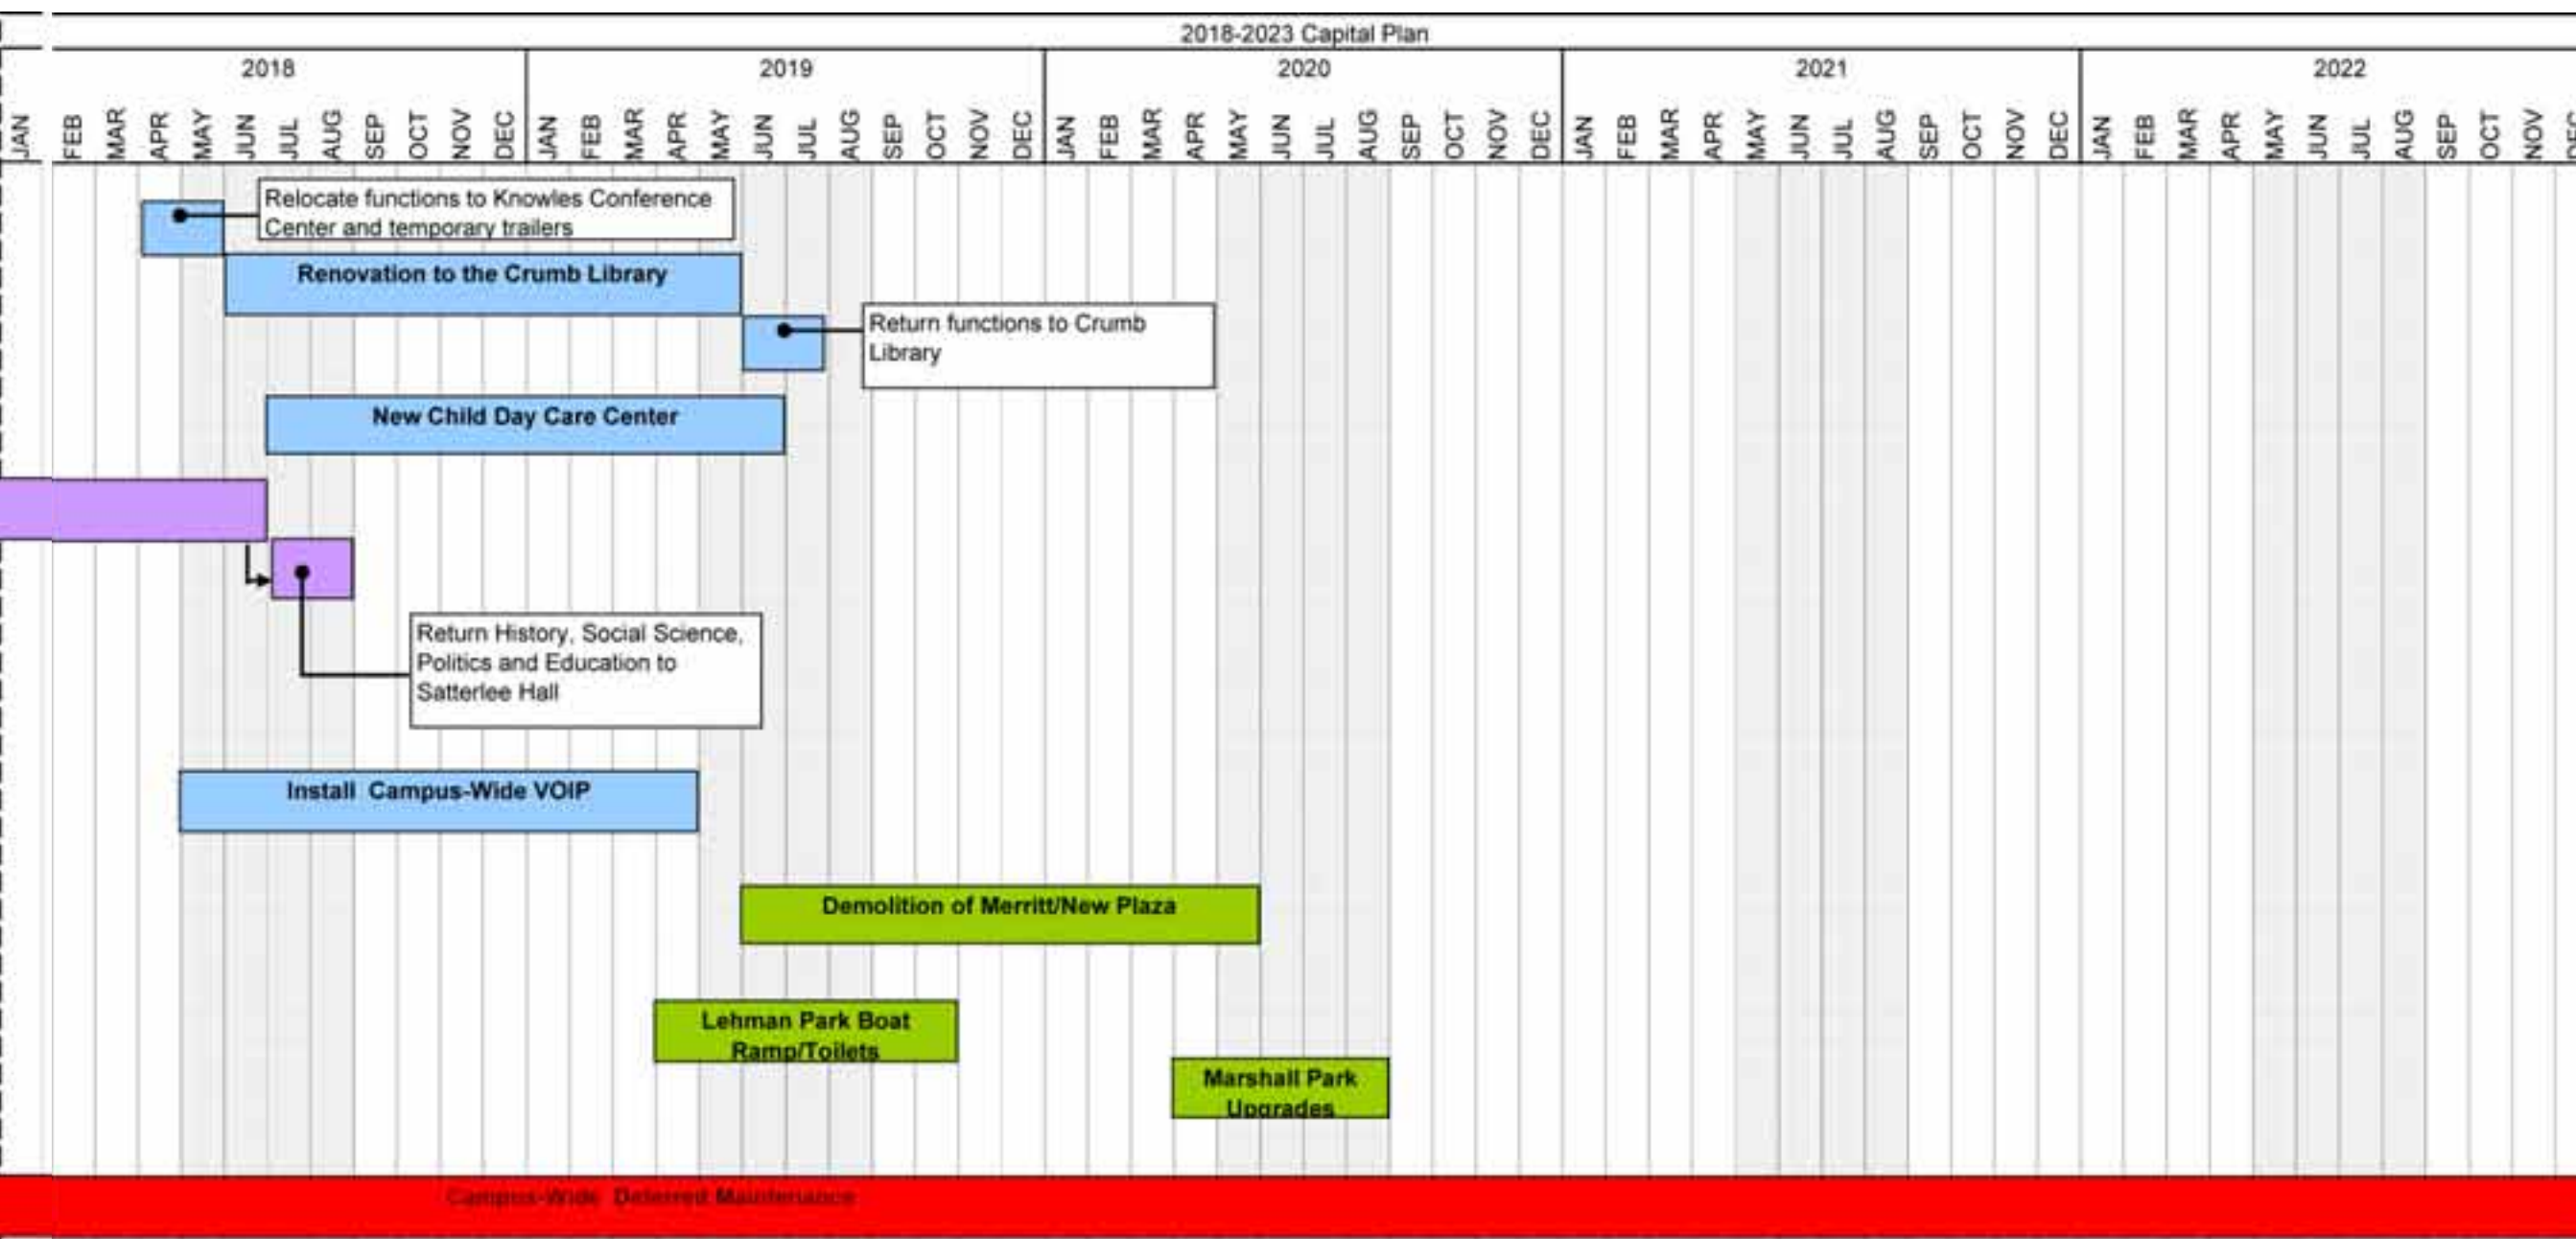 2018-2023 Capital Plan
2018 2019 2020 2021 2022
JAN FEB MAR APR MAY JUN JUL AUG SEP OCT NOV DEC JAN FEB MAR APR MAY JUN JUL AUG SEP OCT NOV DEC JAN FEB MAR APR MAY JUN JUL AUG SEP OCT NOV DEC JAN FEB MAR APR MAY JUN JUL AUG SEP OCT NOV DEC JAN FEB MAR APR MAY JUN JUL AUG SEP OCT NOV DEC
Relocate functions to Knowles Conference
Center and temporary trailers
Renovation to the Crumb Library
Return functions to Crumb
Library
New Child Day Care Center
Return History, Social Science,
Politics and Education to
Satterlee Hall
Install Campus-Wide VOIP
Demolition of Merritt/New Plaza
Lehman Park Boat
Ramp/Toilets
Marshall Park
Upgrades
Campus-Wide Deferred Maintenance